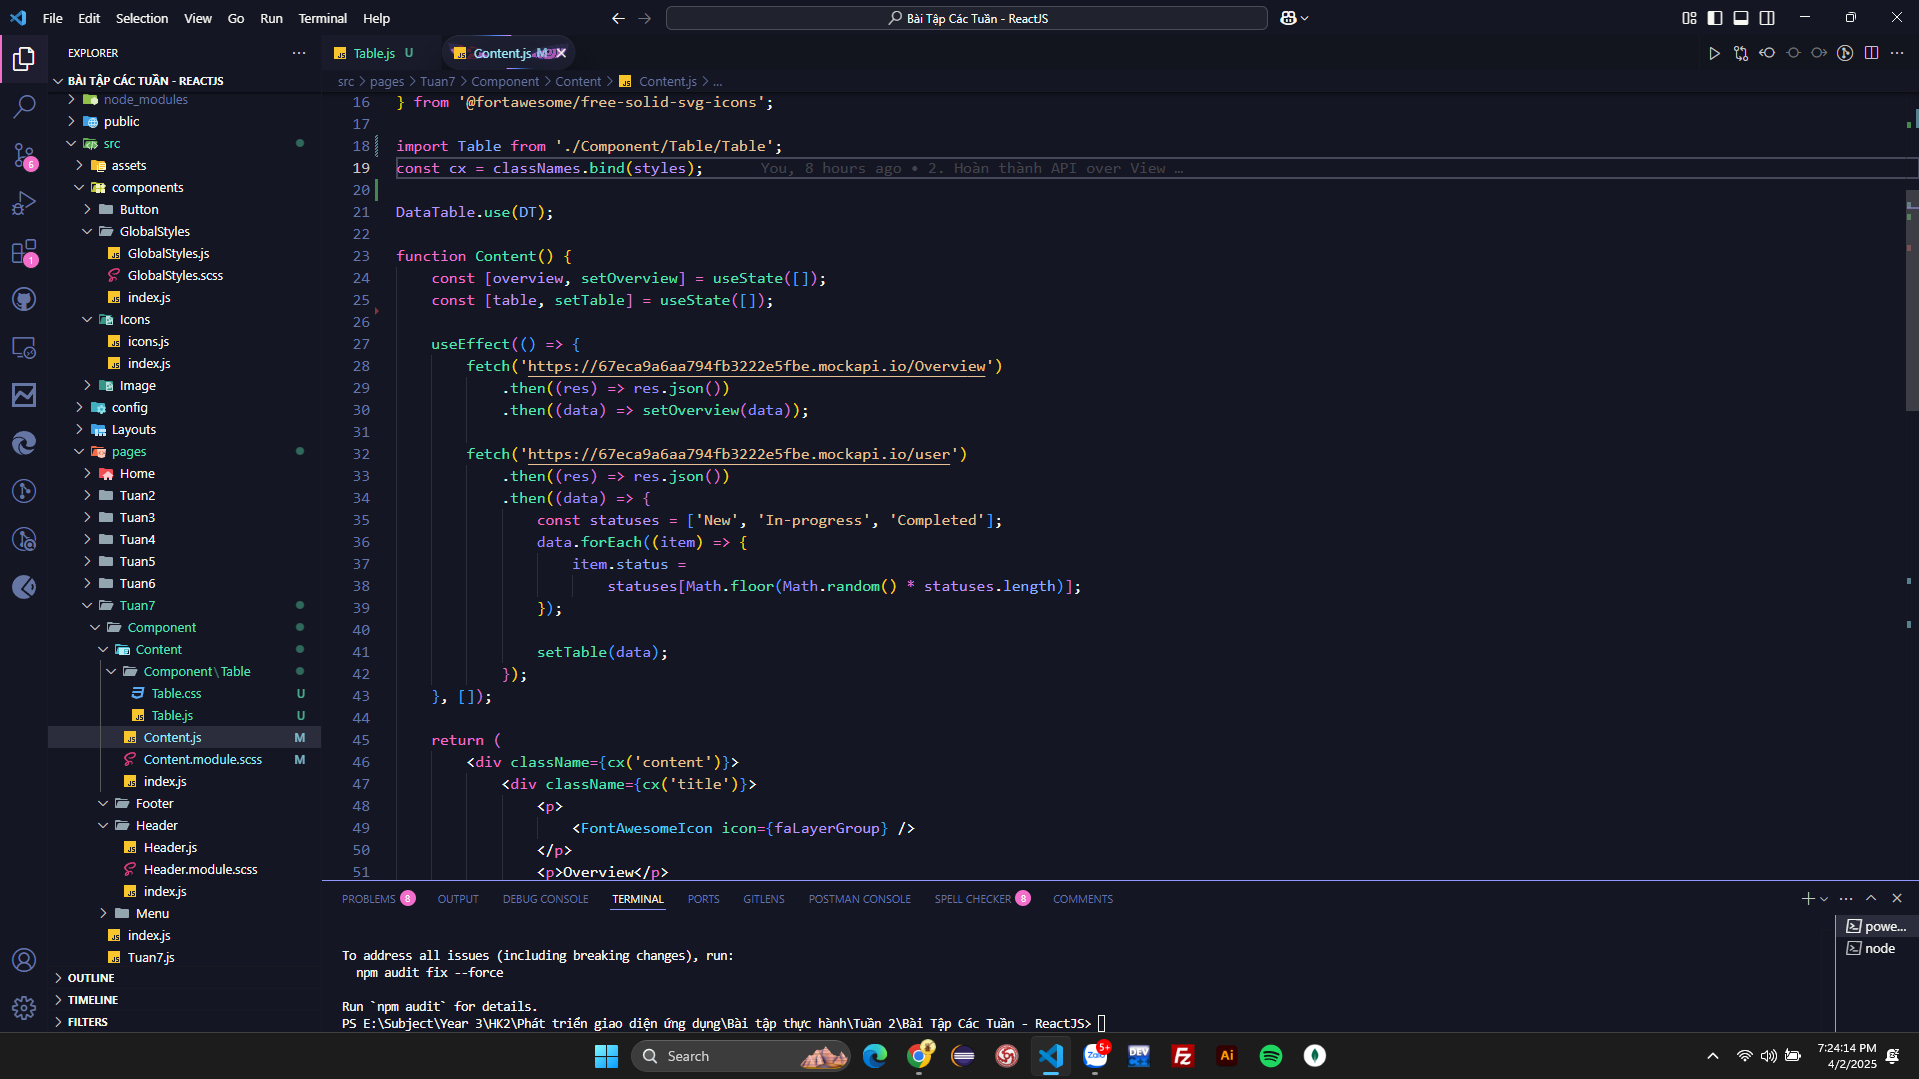 File Edit Selection View Go Run Terminal Help
Bài Tập Các Tuần - ReactJS
EXPLORER
BÀI TẬP CÁC TUẦN - REACTJS
node_modules
public
src
assets
components
Button
GlobalStyles
GlobalStyles.js
GlobalStyles.scss
index.js
Icons
icons.js
index.js
Image
config
Layouts
pages
Home
Tuan2
Tuan3
Tuan4
Tuan5
Tuan6
Tuan7
Component
Content
Component\Table
Table.css U
Table.js U
Content.js M
Content.module.scss M
index.js
Footer
Header
Header.js
Header.module.scss
index.js
Menu
index.js
Tuan7.js
OUTLINE
TIMELINE
FILTERS
6
1
Table.js U
Content.js M
src > pages > Tuan7 > Component > Content > Content.js > ...
16 } from '@fortawesome/free-solid-svg-icons';
17
18 import Table from './Component/Table/Table';
19 const cx = classNames.bind(styles); You, 8 hours ago • 2. Hoàn thành API over View …
20
21 DataTable.use(DT);
22
23 function Content() {
24 const [overview, setOverview] = useState([]);
25 const [table, setTable] = useState([]);
26
27 useEffect(() => {
28 fetch('https://67eca9a6aa794fb3222e5fbe.mockapi.io/Overview')
29 .then((res) => res.json())
30 .then((data) => setOverview(data));
31
32 fetch('https://67eca9a6aa794fb3222e5fbe.mockapi.io/user')
33 .then((res) => res.json())
34 .then((data) => {
35 const statuses = ['New', 'In-progress', 'Completed'];
36 data.forEach((item) => {
37 item.status =
38 statuses[Math.floor(Math.random() * statuses.length)];
39 });
40
41 setTable(data);
42 });
43 }, []);
44
45 return (
46 <div className={cx('content')}>
47 <div className={cx('title')}>
48 <p>
49 <FontAwesomeIcon icon={faLayerGroup} />
50 </p>
51 <p>Overview</p>
PROBLEMS 8 OUTPUT DEBUG CONSOLE TERMINAL PORTS GITLENS POSTMAN CONSOLE SPELL CHECKER 8 COMMENTS
To address all issues (including breaking changes), run:
npm audit fix --force
Run `npm audit` for details.
PS E:\Subject\Year 3\HK2\Phát triển giao diện ứng dụng\Bài tập thực hành\Tuần 2\Bài Tập Các Tuần - ReactJS>
powe...
node
Search
Zalo
5+
DEV
Fz
Ai
7:24:14 PM
4/2/2025